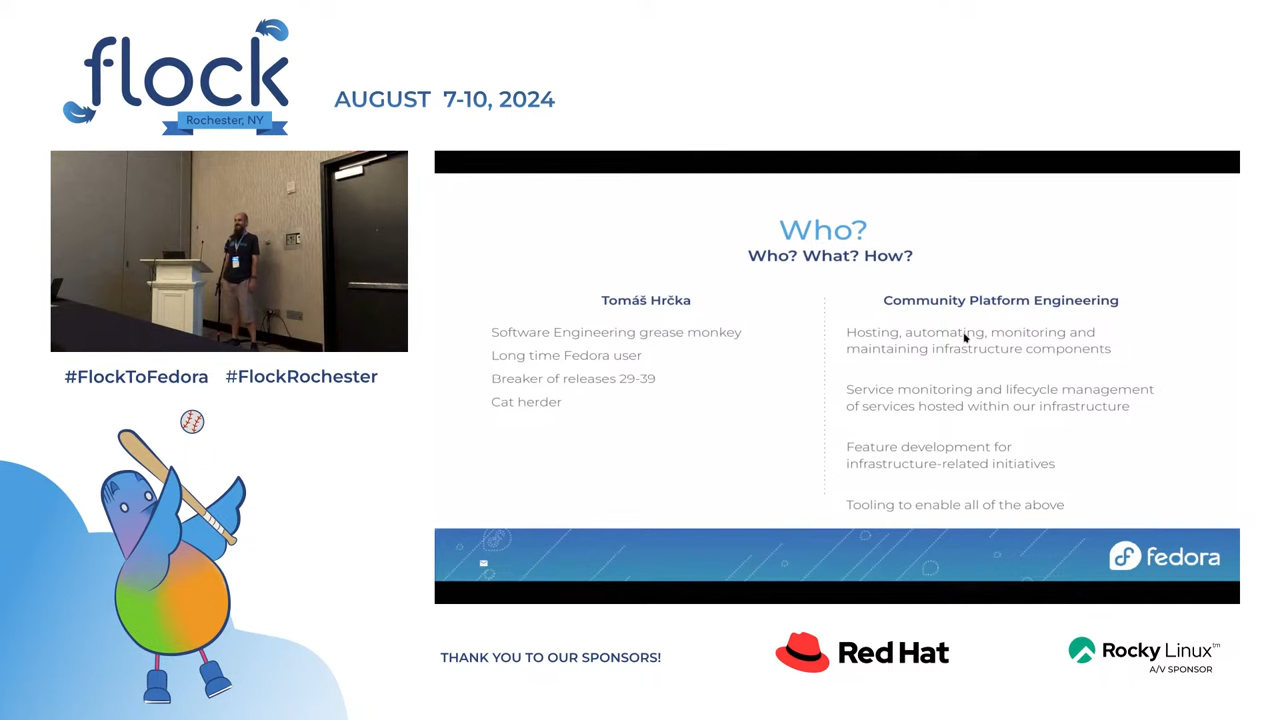 flock
Rochester, NY
AUGUST 7-10, 2024
Who?
Who? What? How?
Tomáš Hrčka
Software Engineering grease monkey
Long time Fedora user
Breaker of releases 29-39
Cat herder
Community Platform Engineering
Hosting, automating, monitoring and
maintaining infrastructure components
Service monitoring and lifecycle management
of services hosted within our infrastructure
Feature development for
infrastructure-related initiatives
Tooling to enable all of the above
fedora
#FlockToFedora #FlockRochester
THANK YOU TO OUR SPONSORS!
Red Hat
Rocky Linux™
A/V SPONSOR